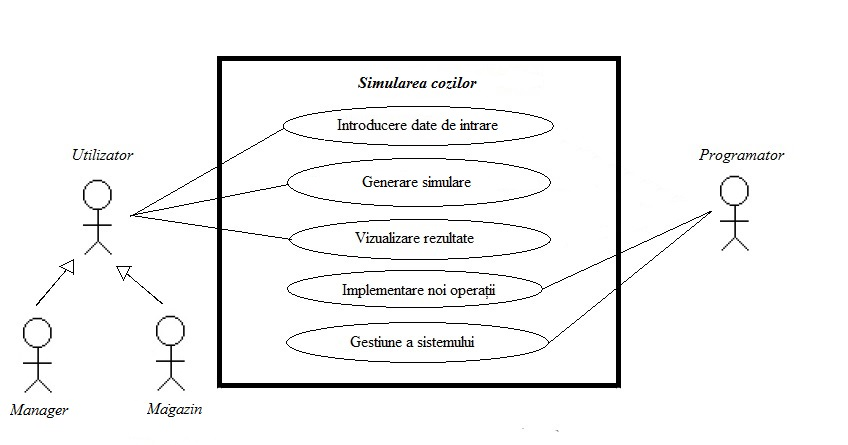 Simularea cozilor
Introducere date de intrare
Utilizator
Programator
Generare simulare
Vizualizare rezultate
Implementare noi operații
Gestiune a sistemului
Manager
Magazin